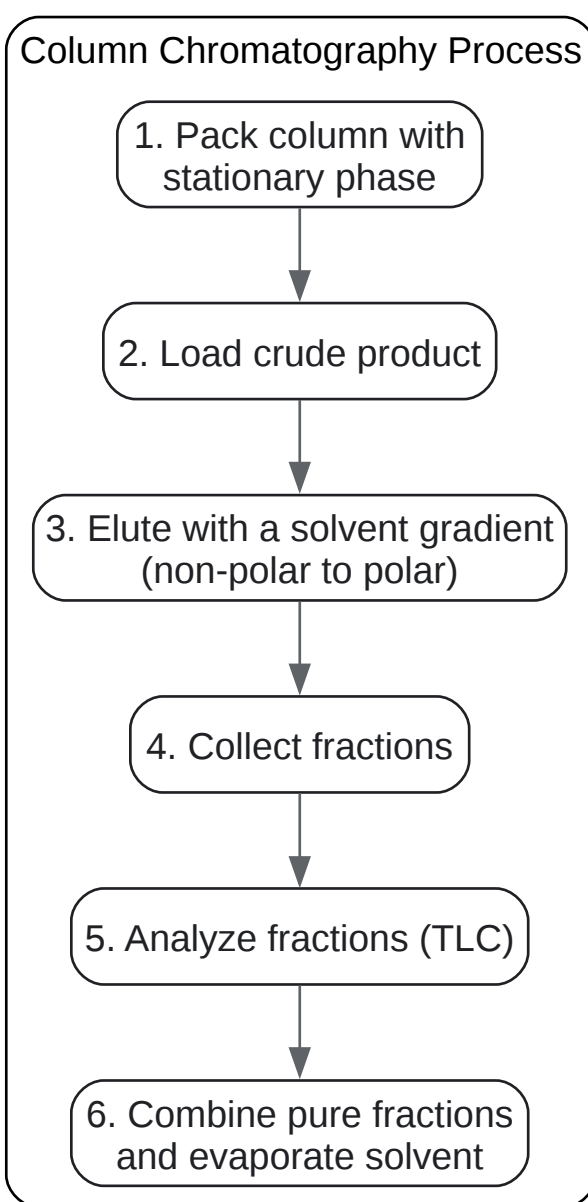 Column Chromatography Process
1. Pack column with
stationary phase
2. Load crude product
3. Elute with a solvent gradient
(non-polar to polar)
4. Collect fractions
5. Analyze fractions (TLC)
6. Combine pure fractions
and evaporate solvent